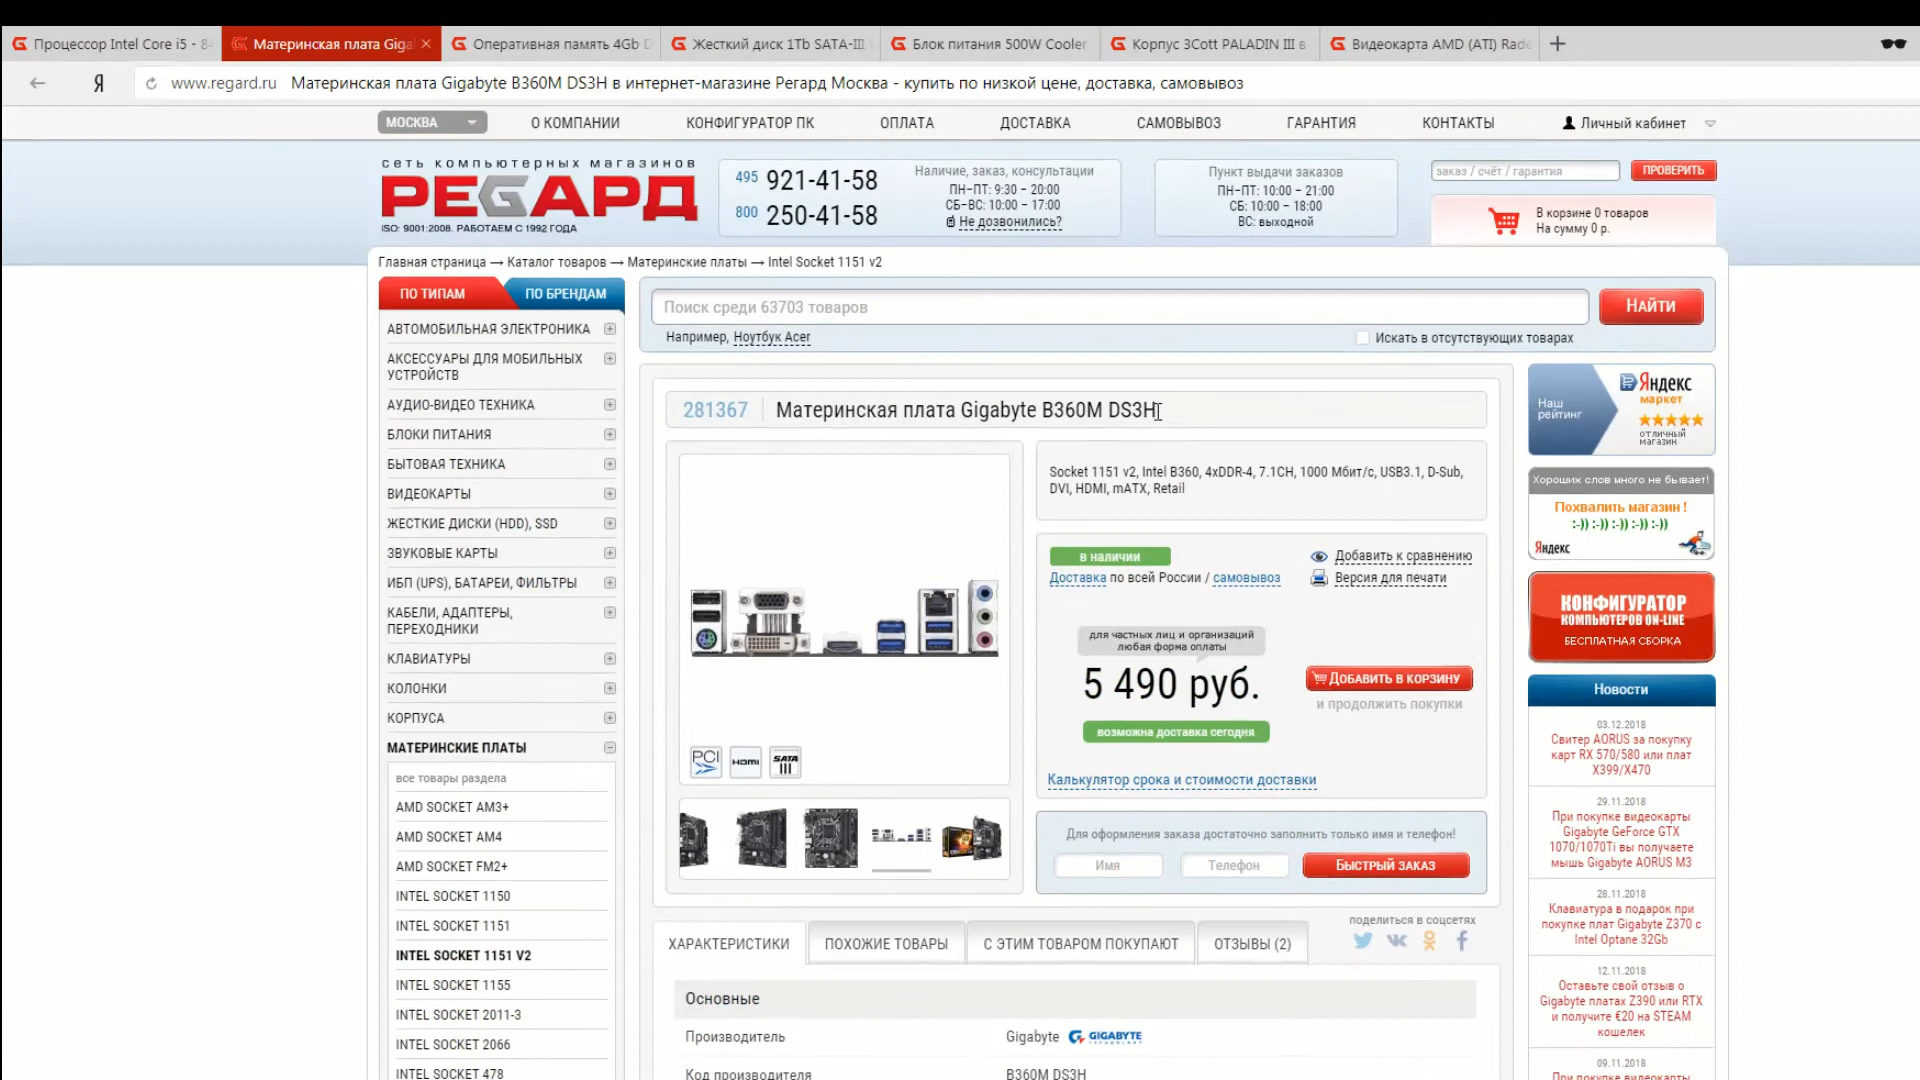 Процессор Intel Core i5 - 84
Материнская плата Giga
Оперативная память 4Gb D
Жесткий диск 1Tb SATA-III
Блок питания 500W Cooler
Корпус 3Cott PALADIN III в
Видеокарта AMD (ATI) Rade
Я
www.regard.ru Материнская плата Gigabyte B360M DS3H в интернет-магазине Регард Москва - купить по низкой цене, доставка, самовывоз
МОСКВА
О КОМПАНИИ
КОНФИГУРАТОР ПК
ОПЛАТА
ДОСТАВКА
САМОВЫВОЗ
ГАРАНТИЯ
КОНТАКТЫ
Личный кабинет
сеть компьютерных магазинов
РЕGАРД
ISO: 9001:2008. РАБОТАЕМ С 1992 ГОДА
495 921-41-58
800 250-41-58
Наличие, заказ, консультации
ПН-ПТ: 9:30 - 20:00
СБ-ВС: 10:00 - 17:00
Не дозвонились?
Пункт выдачи заказов
ПН-ПТ: 10:00 - 21:00
СБ: 10:00 - 18:00
ВС: выходной
заказ / счёт / гарантия
ПРОВЕРИТЬ
В корзине 0 товаров
На сумму 0 р.
Главная страница → Каталог товаров → Материнские платы → Intel Socket 1151 v2
ПО ТИПАМ
ПО БРЕНДАМ
АВТОМОБИЛЬНАЯ ЭЛЕКТРОНИКА
АКСЕССУАРЫ ДЛЯ МОБИЛЬНЫХ
УСТРОЙСТВ
АУДИО-ВИДЕО ТЕХНИКА
БЛОКИ ПИТАНИЯ
БЫТОВАЯ ТЕХНИКА
ВИДЕОКАРТЫ
ЖЕСТКИЕ ДИСКИ (HDD), SSD
ЗВУКОВЫЕ КАРТЫ
ИБП (UPS), БАТАРЕИ, ФИЛЬТРЫ
КАБЕЛИ, АДАПТЕРЫ,
ПЕРЕХОДНИКИ
КЛАВИАТУРЫ
КОЛОНКИ
КОРПУСА
МАТЕРИНСКИЕ ПЛАТЫ
все товары раздела
AMD SOCKET AM3+
AMD SOCKET AM4
AMD SOCKET FM2+
INTEL SOCKET 1150
INTEL SOCKET 1151
INTEL SOCKET 1151 V2
INTEL SOCKET 1155
INTEL SOCKET 2011-3
INTEL SOCKET 2066
INTEL SOCKET 478
Поиск среди 63703 товаров
НАЙТИ
Например, Ноутбук Acer
Искать в отсутствующих товарах
281367
Материнская плата Gigabyte B360M DS3H
PCI
HDMI
SATA
III
Socket 1151 v2, Intel B360, 4xDDR-4, 7.1CH, 1000 Мбит/с, USB3.1, D-Sub,
DVI, HDMI, mATX, Retail
в наличии
Доставка по всей России / самовывоз
Добавить к сравнению
Версия для печати
для частных лиц и организаций
любая форма оплаты
5 490 руб.
ДОБАВИТЬ В КОРЗИНУ
и продолжить покупки
возможна доставка сегодня
Калькулятор срока и стоимости доставки
Для оформления заказа достаточно заполнить только имя и телефон!
Имя
Телефон
БЫСТРЫЙ ЗАКАЗ
ХАРАКТЕРИСТИКИ
ПОХОЖИЕ ТОВАРЫ
С ЭТИМ ТОВАРОМ ПОКУПАЮТ
ОТЗЫВЫ (2)
поделиться в соцсетях
Основные
Производитель
Gigabyte
GIGABYTE
Код производителя
B360M DS3H
Наш
рейтинг
Яндекс
маркет
отличный
магазин
Хороших слов много не бывает!
Похвалить магазин !
:-)) :-)) :-)) :-)) :-))
Яндекс
КОНФИГУРАТОР
КОМПЬЮТЕРОВ ON-LINE
БЕСПЛАТНАЯ СБОРКА
Новости
03.12.2018
Свитер AORUS за покупку
карт RX 570/580 или плат
X399/X470
29.11.2018
При покупке видеокарты
Gigabyte GeForce GTX
1070/1070Ti вы получаете
мышь Gigabyte AORUS M3
28.11.2018
Клавиатура в подарок при
покупке плат Gigabyte Z370 с
Intel Optane 32Gb
12.11.2018
Оставьте свой отзыв о
Gigabyte платах Z390 или RTX
и получите €20 на STEAM
кошелек
09.11.2018
При покупке видеокарты